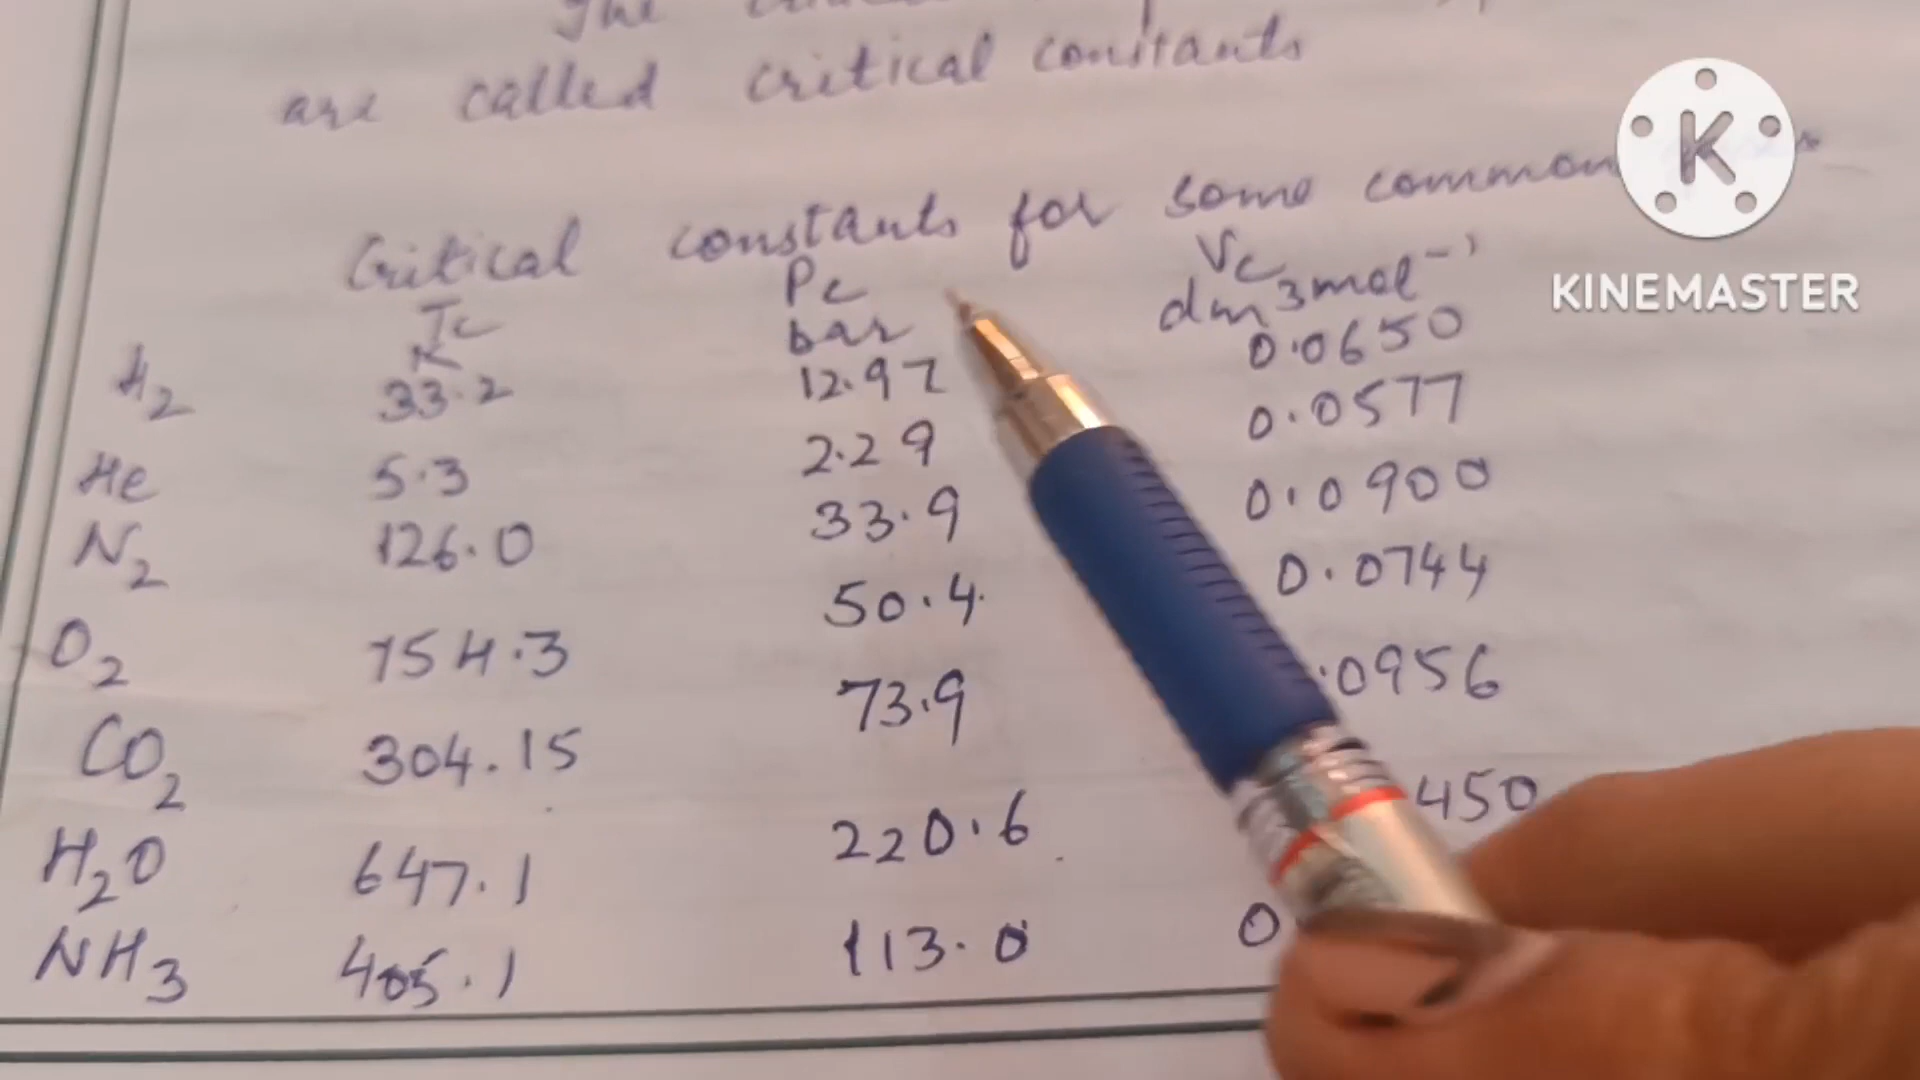 The
are called critical constants
Critical constants for some common
Tc Pc Vc
K bar dm3mol-1
H2 33.2 12.97 0.0650
He 5.3 2.29 0.0577
N2 126.0 33.9 0.0900
O2 154.3 50.4 0.0744
CO2 304.15 73.9 .0956
H2O 647.1 220.6 450
NH3 405.1 113.0 0
K
KINEMASTER